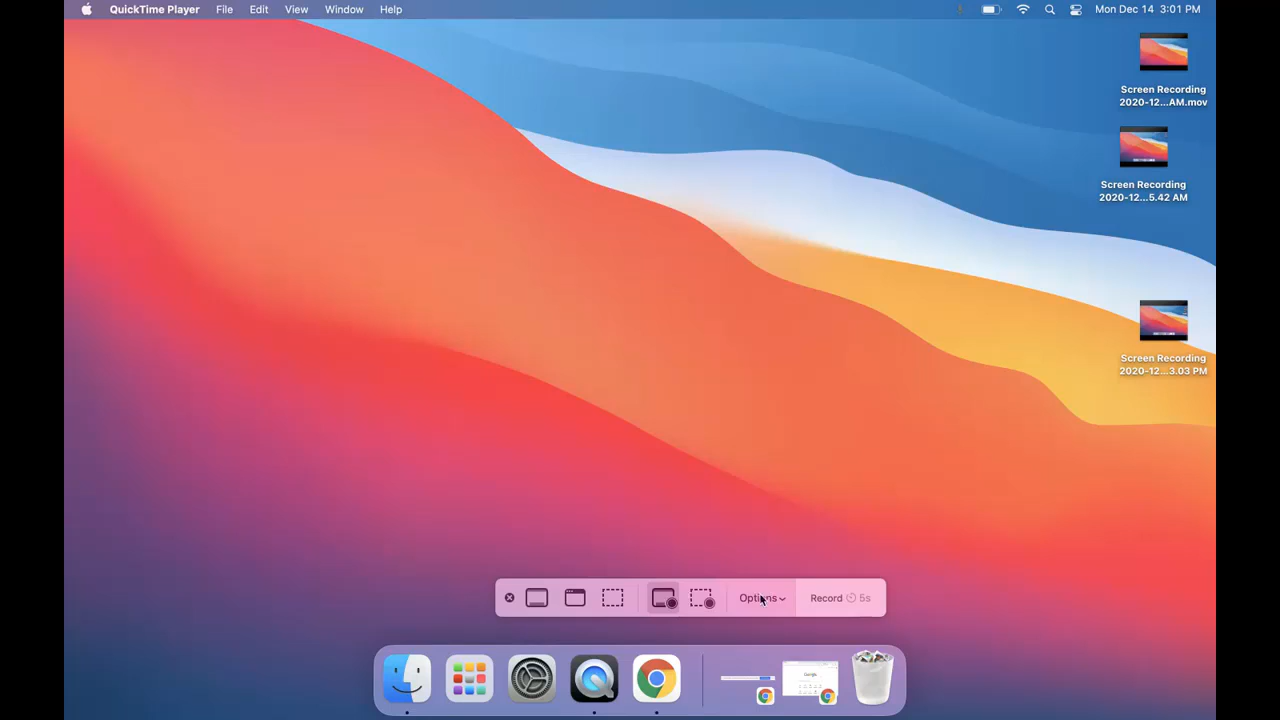 QuickTime Player File Edit View Window Help Mon Dec 14 3:01 PM
Screen Recording
2020-12...AM.mov
Screen Recording
2020-12...5.42 AM
Screen Recording
2020-12...3.03 PM
Options Record 5s
Google